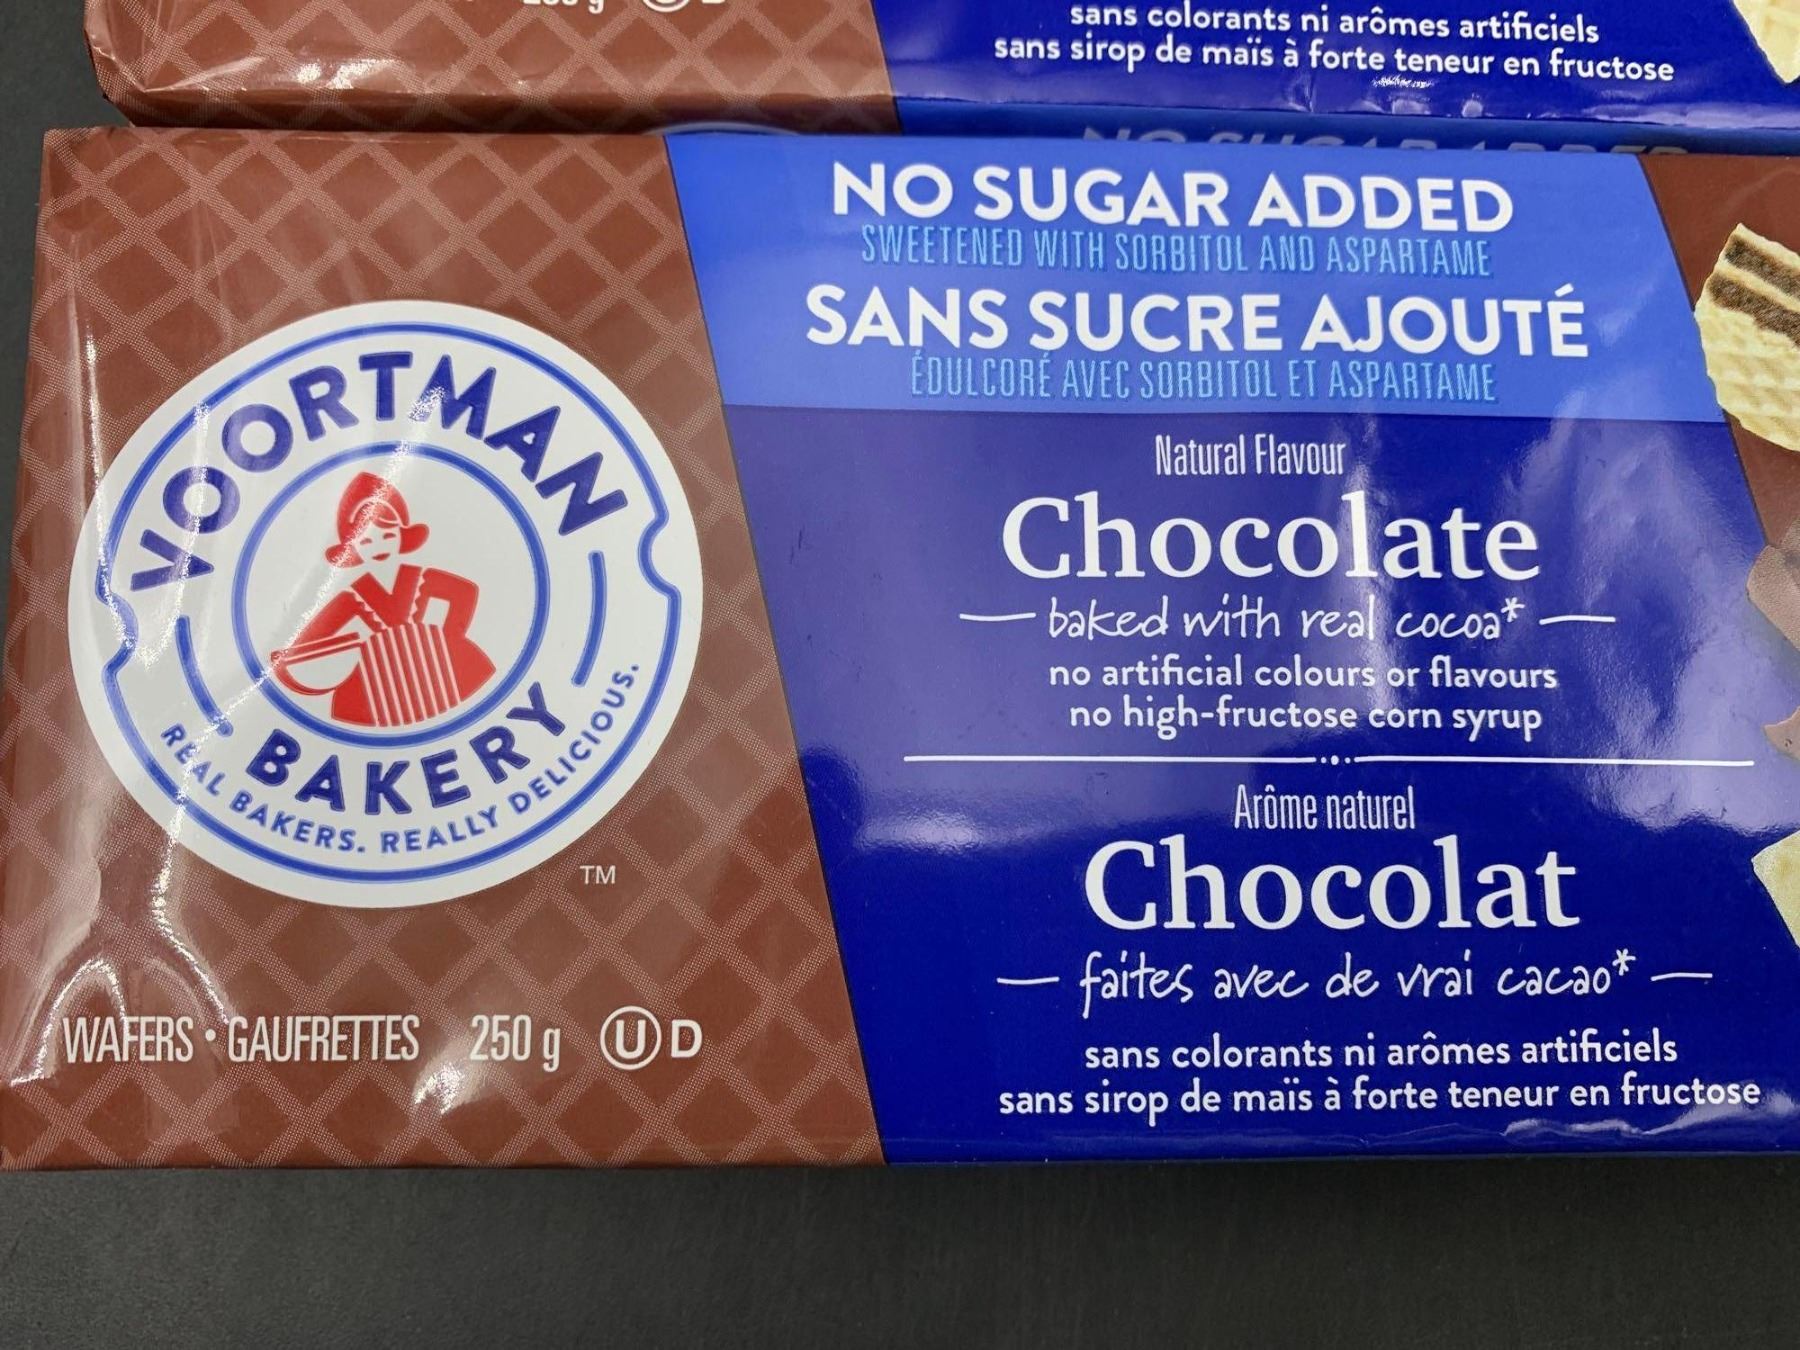 sans colorants ni arômes artificiels
sans sirop de maïs à forte teneur en fructose
NO SUGAR ADDED
NO SUGAR ADDED
SWEETENED WITH SORBITOL AND ASPARTAME
SANS SUCRE AJOUTÉ
ÉDULCORÉ AVEC SORBITOL ET ASPARTAME
VOORTMAN
BAKERY
REAL BAKERS. REALLY DELICIOUS.
TM
Natural Flavour
Chocolate
baked with real cocoa*
no artificial colours or flavours
no high-fructose corn syrup
Arôme naturel
Chocolat
faites avec de vrai cacao*
sans colorants ni arômes artificiels
sans sirop de maïs à forte teneur en fructose
WAFERS • GAUFRETTES 250 g Ⓤ D